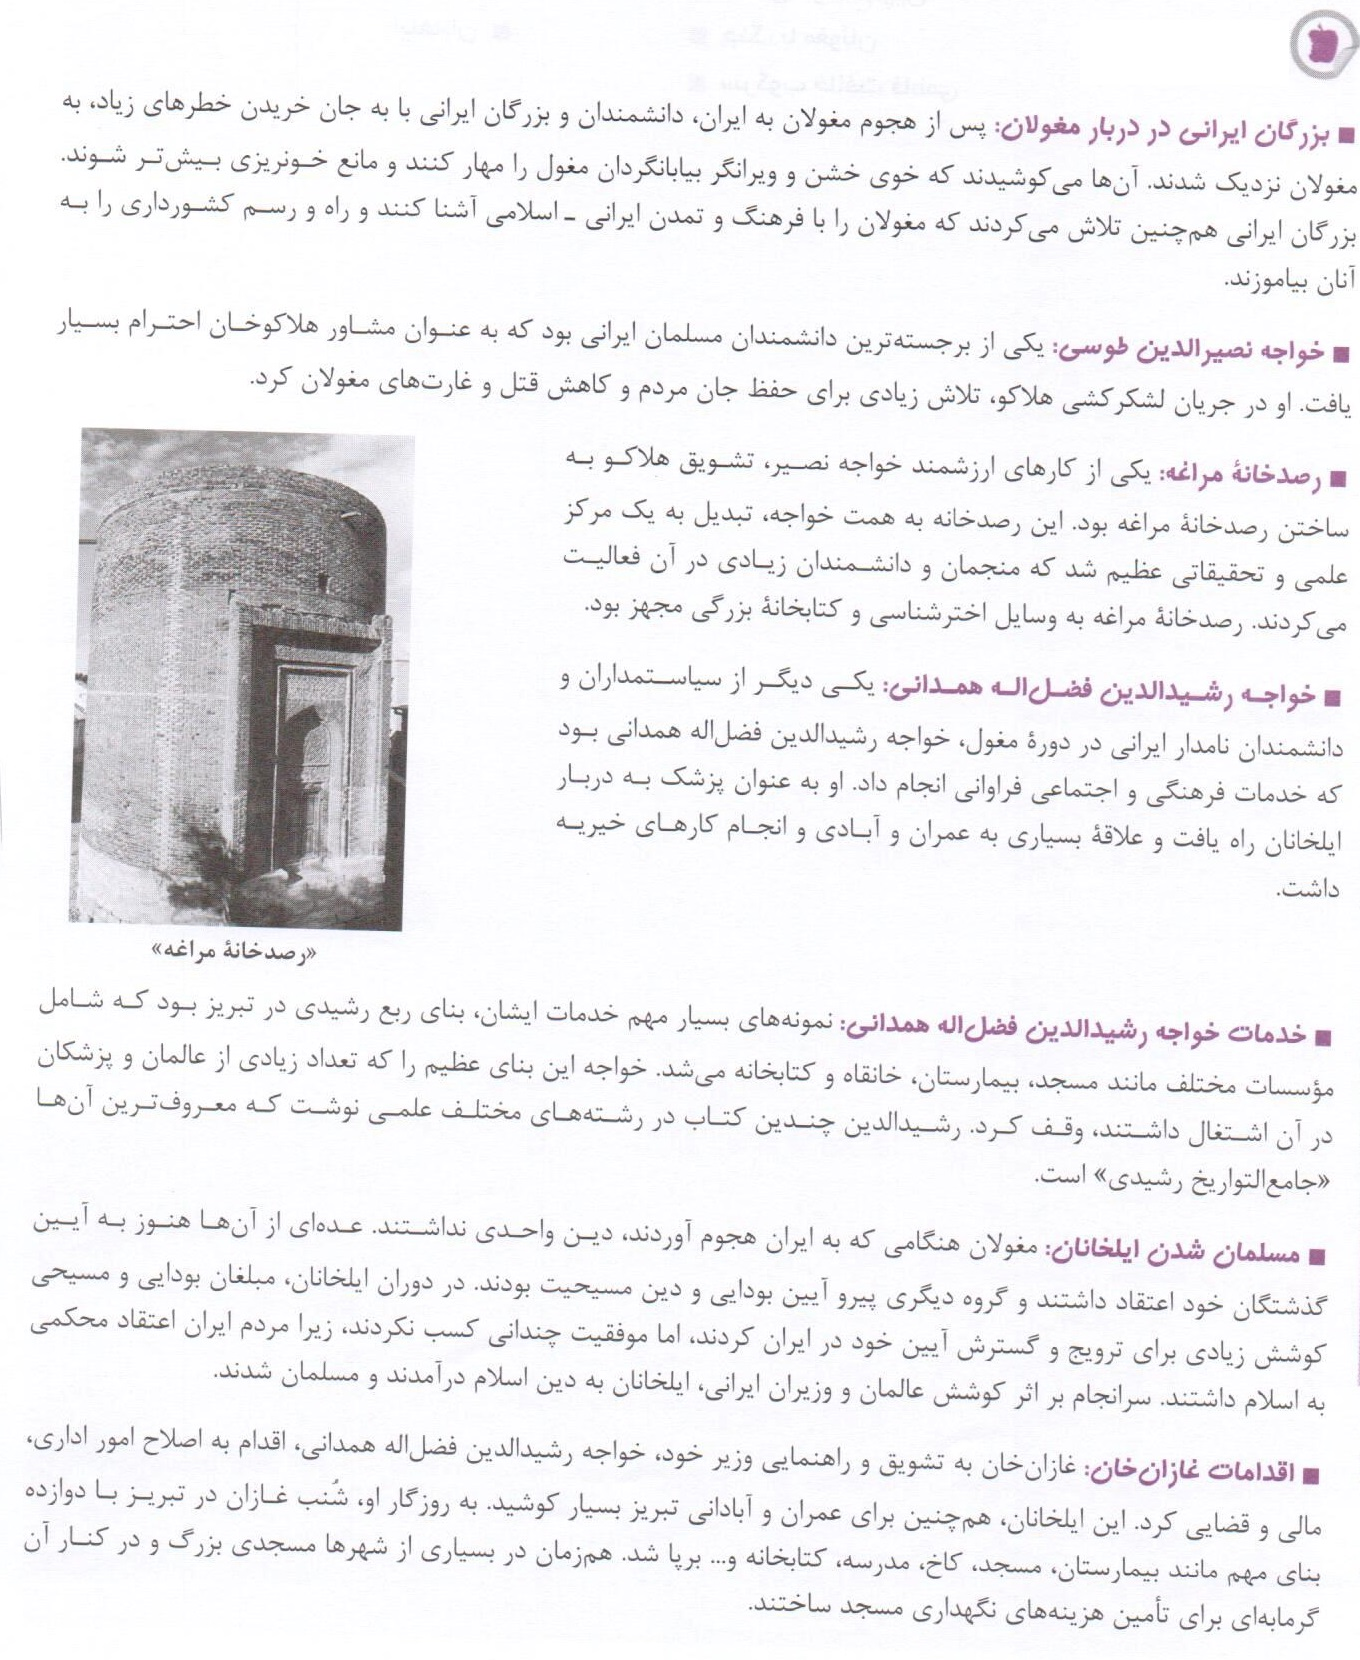 ■ بزرگان ایرانی در دربار مغولان: پس از هجوم مغولان به ایران، دانشمندان و بزرگان ایرانی با به جان خریدن خطرهای زیاد، به
مغولان نزدیک شدند. آن‌ها می‌کوشیدند که خوی خشن و ویرانگر بیابانگردان مغول را مهار کنند و مانع خونریزی بیش‌تر شوند.
بزرگان ایرانی هم‌چنین تلاش می‌کردند که مغولان را با فرهنگ و تمدن ایرانی ـ اسلامی آشنا کنند و راه و رسم کشورداری را به
آنان بیاموزند.
■ خواجه نصیرالدین طوسی: یکی از برجسته‌ترین دانشمندان مسلمان ایرانی بود که به عنوان مشاور هلاکوخان احترام بسیار
یافت. او در جریان لشکرکشی هلاکو، تلاش زیادی برای حفظ جان مردم و کاهش قتل و غارت‌های مغولان کرد.
■ رصدخانهٔ مراغه: یکی از کارهای ارزشمند خواجه نصیر، تشویق هلاکو به
ساختن رصدخانهٔ مراغه بود. این رصدخانه به همت خواجه، تبدیل به یک مرکز
علمی و تحقیقاتی عظیم شد که منجمان و دانشمندان زیادی در آن فعالیت
می‌کردند. رصدخانهٔ مراغه به وسایل اخترشناسی و کتابخانهٔ بزرگی مجهز بود.
■ خواجه رشیدالدین فضل‌اله همدانی: یکی دیگر از سیاستمداران و
دانشمندان نامدار ایرانی در دورهٔ مغول، خواجه رشیدالدین فضل‌اله همدانی بود
که خدمات فرهنگی و اجتماعی فراوانی انجام داد. او به عنوان پزشک به دربار
ایلخانان راه یافت و علاقهٔ بسیاری به عمران و آبادی و انجام کارهای خیریه
داشت.
«رصدخانهٔ مراغه»
■ خدمات خواجه رشیدالدین فضل‌اله همدانی: نمونه‌های بسیار مهم خدمات ایشان، بنای ربع رشیدی در تبریز بود که شامل
مؤسسات مختلف مانند مسجد، بیمارستان، خانقاه و کتابخانه می‌شد. خواجه این بنای عظیم را که تعداد زیادی از عالمان و پزشکان
در آن اشتغال داشتند، وقف کرد. رشیدالدین چندین کتاب در رشته‌های مختلف علمی نوشت که معروف‌ترین آن‌ها
«جامع‌التواریخ رشیدی» است.
■ مسلمان شدن ایلخانان: مغولان هنگامی که به ایران هجوم آوردند، دین واحدی نداشتند. عده‌ای از آن‌ها هنوز به آیین
گذشتگان خود اعتقاد داشتند و گروه دیگری پیرو آیین بودایی و دین مسیحیت بودند. در دوران ایلخانان، مبلغان بودایی و مسیحی
کوشش زیادی برای ترویج و گسترش آیین خود در ایران کردند، اما موفقیت چندانی کسب نکردند، زیرا مردم ایران اعتقاد محکمی
به اسلام داشتند. سرانجام بر اثر کوشش عالمان و وزیران ایرانی، ایلخانان به دین اسلام درآمدند و مسلمان شدند.
■ اقدامات غازان‌خان: غازان‌خان به تشویق و راهنمایی وزیر خود، خواجه رشیدالدین فضل‌اله همدانی، اقدام به اصلاح امور اداری،
مالی و قضایی کرد. این ایلخانان، هم‌چنین برای عمران و آبادانی تبریز بسیار کوشید. به روزگار او، شُنب غازان در تبریز با دوازده
بنای مهم مانند بیمارستان، مسجد، کاخ، مدرسه، کتابخانه و... برپا شد. هم‌زمان در بسیاری از شهرها مسجدی بزرگ و در کنار آن
گرمابه‌ای برای تأمین هزینه‌های نگهداری مسجد ساختند.